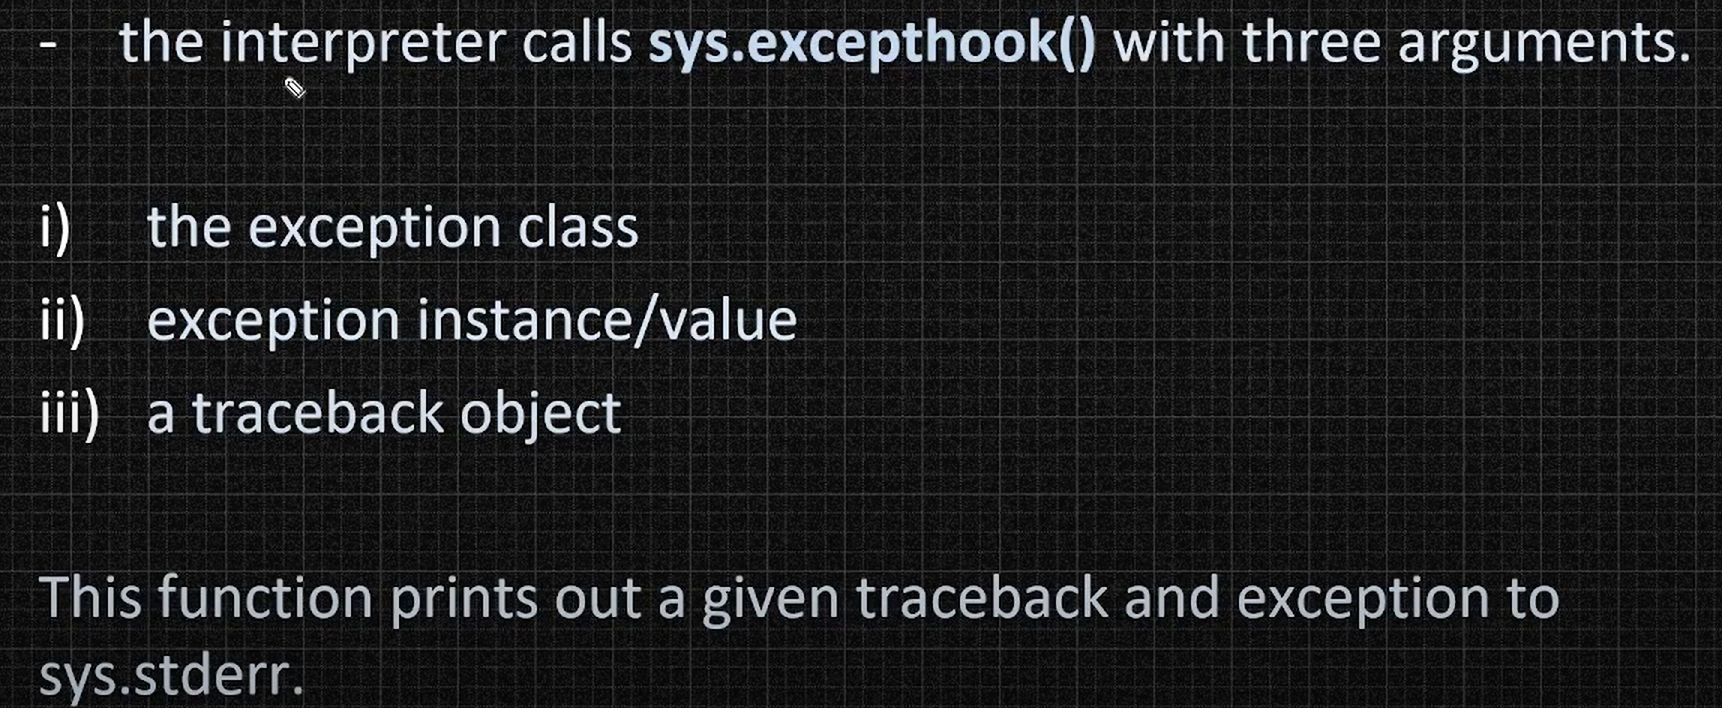 - the interpreter calls sys.excepthook() with three arguments.
i) the exception class
ii) exception instance/value
iii) a traceback object
This function prints out a given traceback and exception to
sys.stderr.